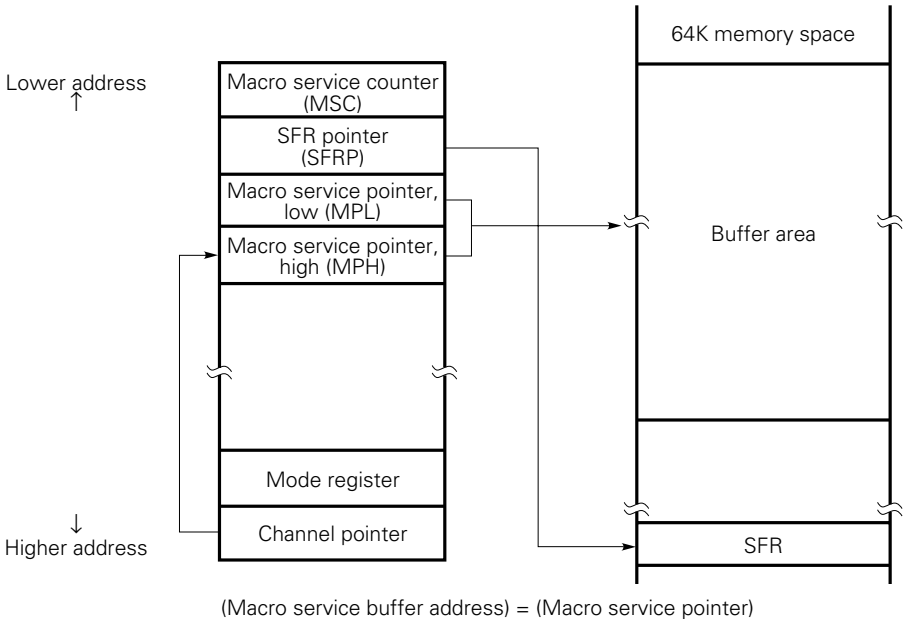 64K memory space
Lower address
↑
Macro service counter
(MSC)
SFR pointer
(SFRP)
Macro service pointer,
low (MPL)
Macro service pointer,
high (MPH)
Buffer area
Mode register
Channel pointer
↓
Higher address
SFR
(Macro service buffer address) = (Macro service pointer)